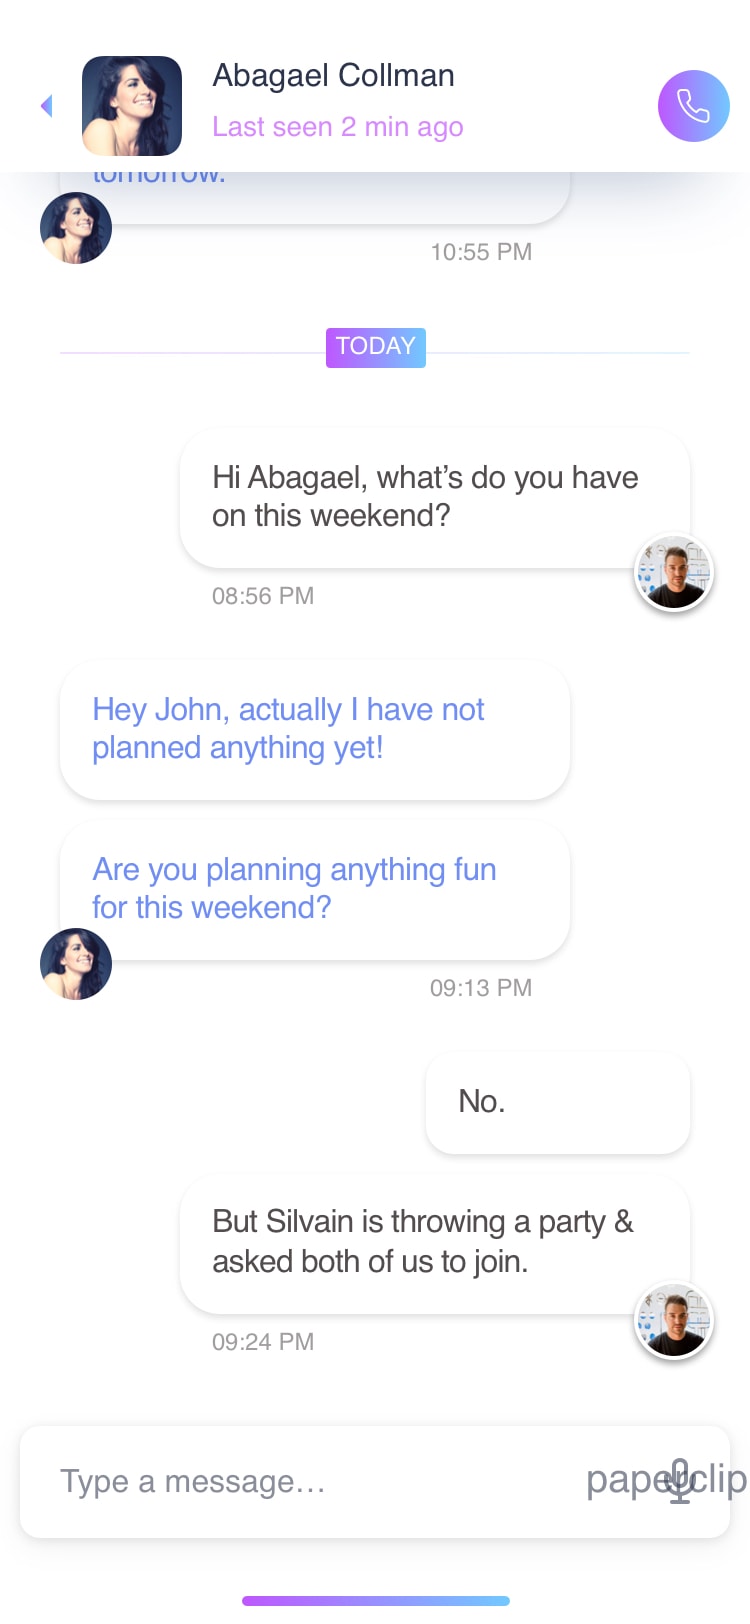 Abagael Collman
Last seen 2 min ago
tomorrow.
10:55 PM
TODAY
Hi Abagael, what’s do you have
on this weekend?
08:56 PM
Hey John, actually I have not
planned anything yet!
Are you planning anything fun
for this weekend?
09:13 PM
No.
But Silvain is throwing a party &
asked both of us to join.
09:24 PM
Type a message…
paperclip